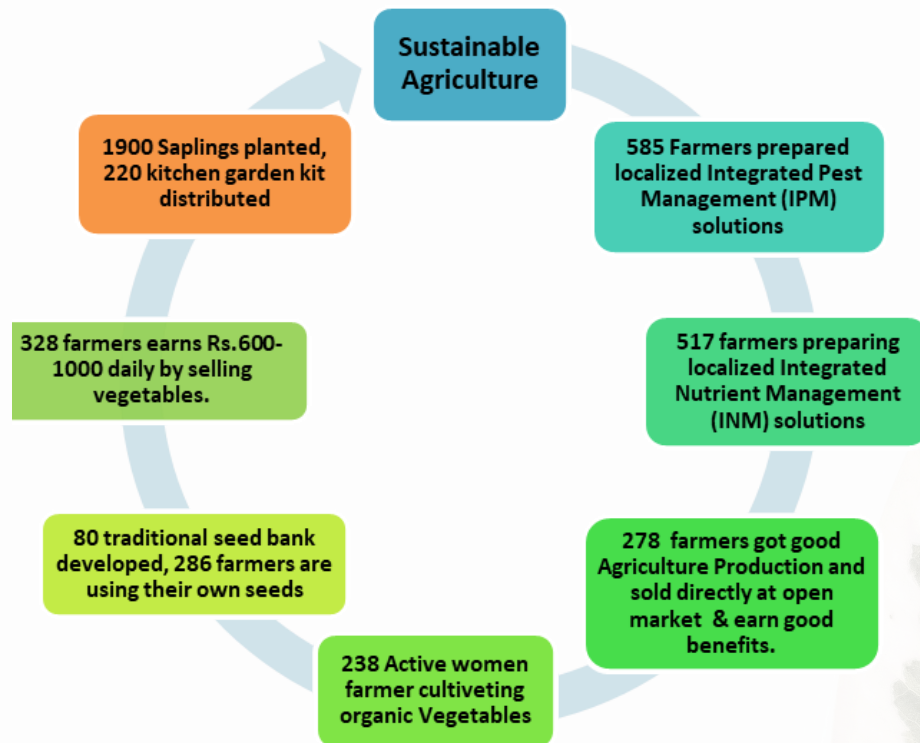 Sustainable
Agriculture
585 Farmers prepared
localized Integrated Pest
Management (IPM)
solutions
517 farmers preparing
localized Integrated
Nutrient Management
(INM) solutions
278 farmers got good
Agriculture Production and
sold directly at open
market & earn good
benefits.
238 Active women
farmer cultiveting
organic Vegetables
80 traditional seed bank
developed, 286 farmers are
using their own seeds
328 farmers earns Rs.600-
1000 daily by selling
vegetables.
1900 Saplings planted,
220 kitchen garden kit
distributed